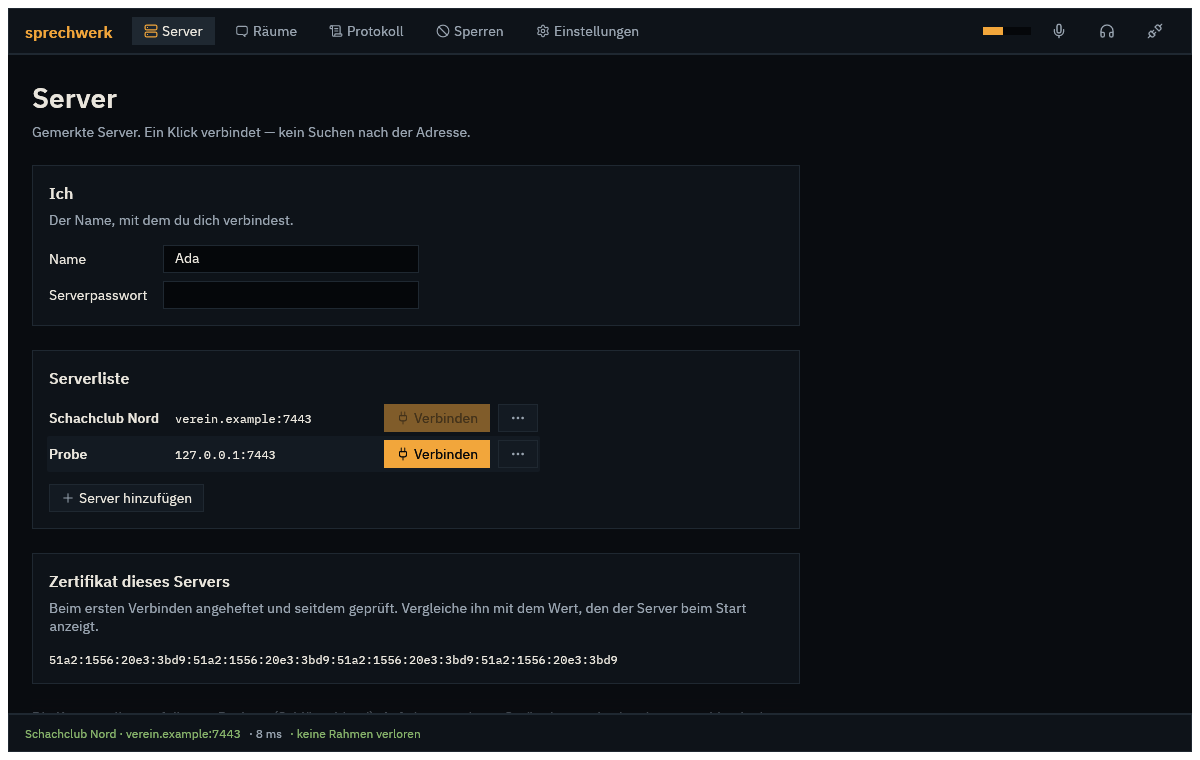 sprechwerk Server Räume Protokoll Sperren Einstellungen
Server
Gemerkte Server. Ein Klick verbindet — kein Suchen nach der Adresse.
Ich
Der Name, mit dem du dich verbindest.
Name Ada
Serverpasswort
Serverliste
Schachclub Nord verein.example:7443 Verbinden ···
Probe 127.0.0.1:7443 Verbinden ···
+ Server hinzufügen
Zertifikat dieses Servers
Beim ersten Verbinden angeheftet und seitdem geprüft. Vergleiche ihn mit dem Wert, den der Server beim Start
anzeigt.
51a2:1556:20e3:3bd9:51a2:1556:20e3:3bd9:51a2:1556:20e3:3bd9:51a2:1556:20e3:3bd9
Schachclub Nord · verein.example:7443 · 8 ms · keine Rahmen verloren